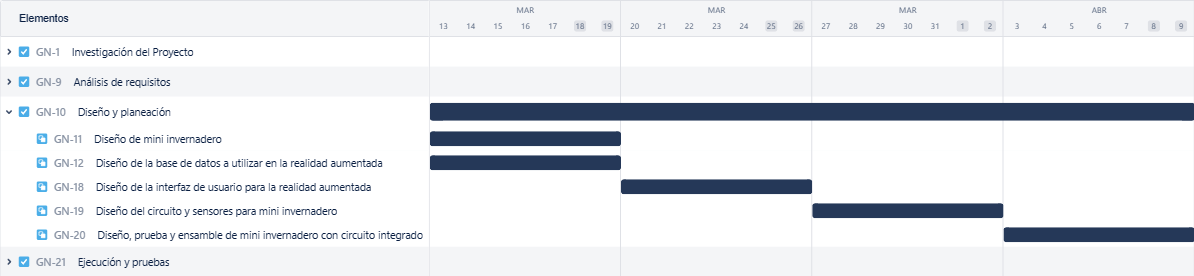 Elementos
MAR MAR MAR ABR
13 14 15 16 17 18 19 20 21 22 23 24 25 26 27 28 29 30 31 1 2 3 4 5 6 7 8 9
GN-1 Investigación del Proyecto
GN-9 Análisis de requisitos
GN-10 Diseño y planeación
GN-11 Diseño de mini invernadero
GN-12 Diseño de la base de datos a utilizar en la realidad aumentada
GN-18 Diseño de la interfaz de usuario para la realidad aumentada
GN-19 Diseño del circuito y sensores para mini invernadero
GN-20 Diseño, prueba y ensamble de mini invernadero con circuito integrado
GN-21 Ejecución y pruebas